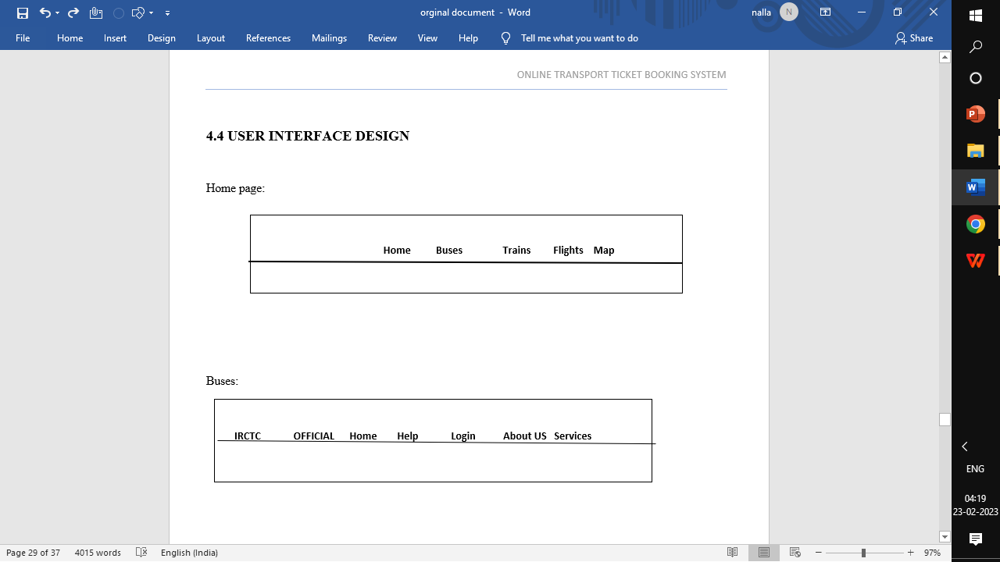 orginal document - Word
nalla N
File Home Insert Design Layout References Mailings Review View Help Tell me what you want to do Share
ONLINE TRANSPORT TICKET BOOKING SYSTEM
4.4 USER INTERFACE DESIGN
Home page:
Home Buses Trains Flights Map
Buses:
IRCTC OFFICIAL Home Help Login About US Services
ENG
04:19
23-02-2023
Page 29 of 37 4015 words English (India) 97%